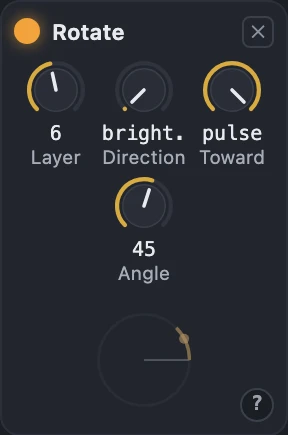 Rotate
6 bright. pulse
Layer Direction Toward
45
Angle
?